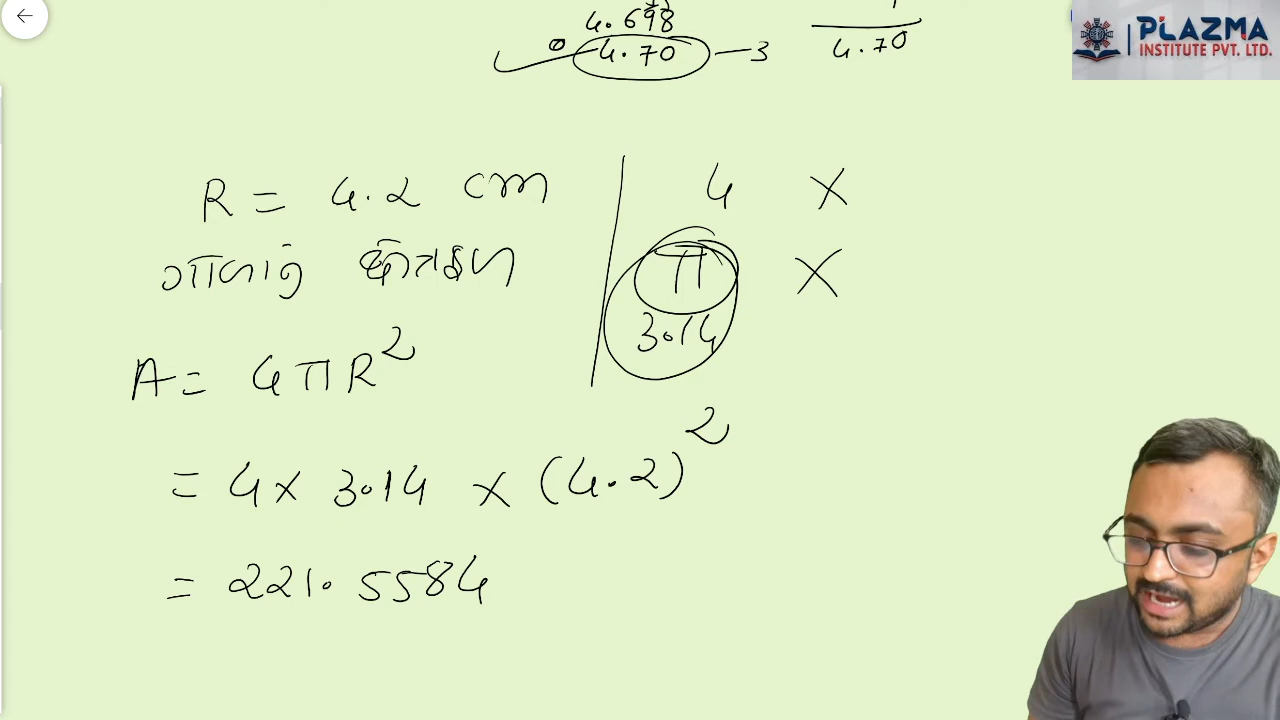 4.698
4.70 — 3
4.70
PLAZMA
INSTITUTE PVT. LTD.
R = 4.2 cm
4 ×
π ×
3.14
A = 4πR²
= 4 × 3.14 × (4.2)²
= 221.5584